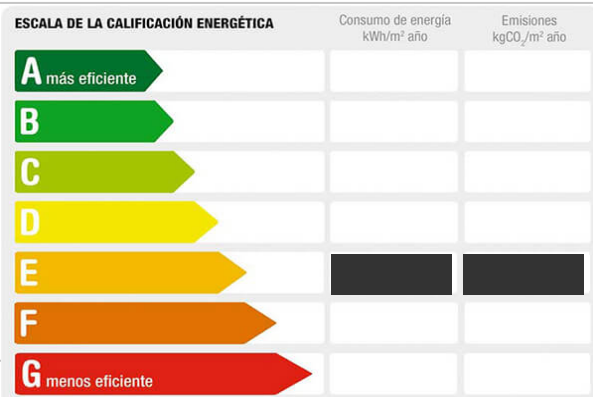 ESCALA DE LA CALIFICACIÓN ENERGÉTICA
Consumo de energía
kWh/m² año
Emisiones
kgCO₂/m² año
A más eficiente
B
C
D
E
F
G menos eficiente